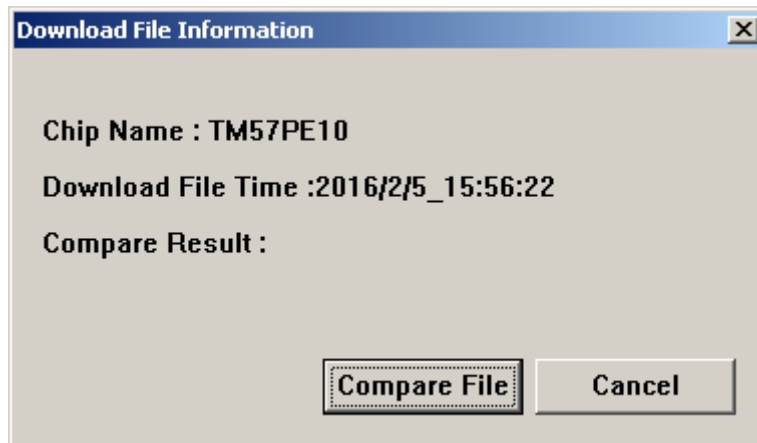 Download File Information
Chip Name : TM57PE10
Download File Time :2016/2/5_15:56:22
Compare Result :
Compare File Cancel